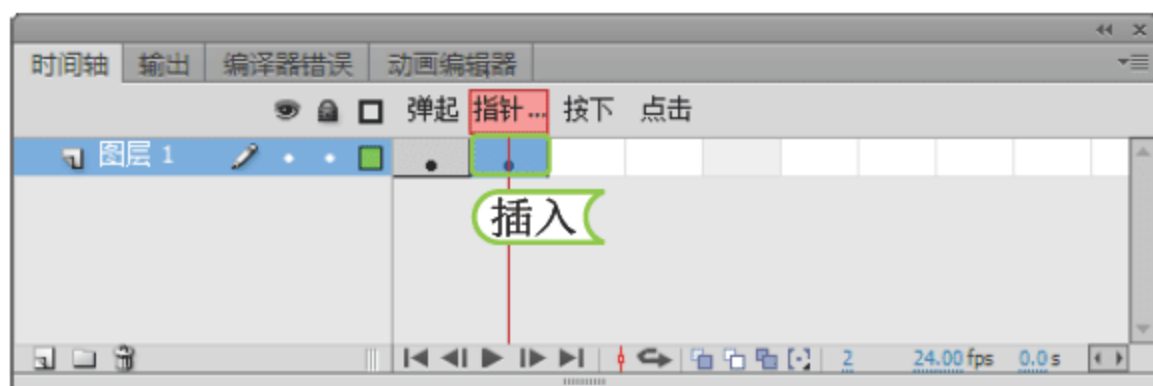 时间轴 输出 编译器错误 动画编辑器
弹起 指针... 按下 点击
图层 1
插入
2 24.00 fps 0.0 s